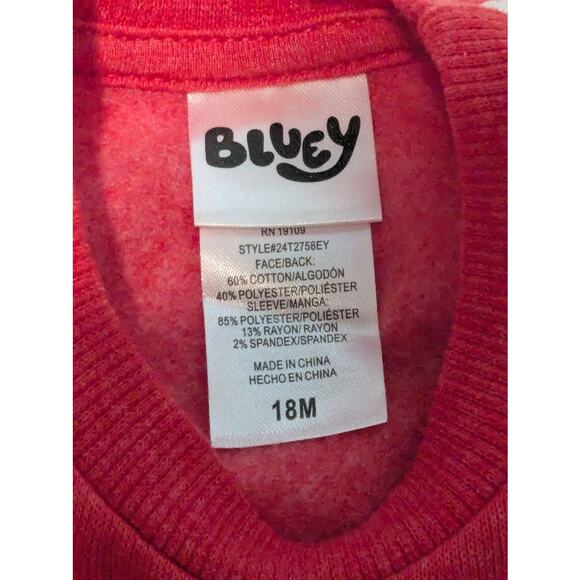 BLUEY
RN 19109
STYLE#24T2758EY
FACE/BACK:
60% COTTON/ALGODÓN
40% POLYESTER/POLIÉSTER
SLEEVE/MANGA:
85% POLYESTER/POLIÉSTER
13% RAYON/RAYON
2% SPANDEX/SPANDEX
MADE IN CHINA
HECHO EN CHINA
18M